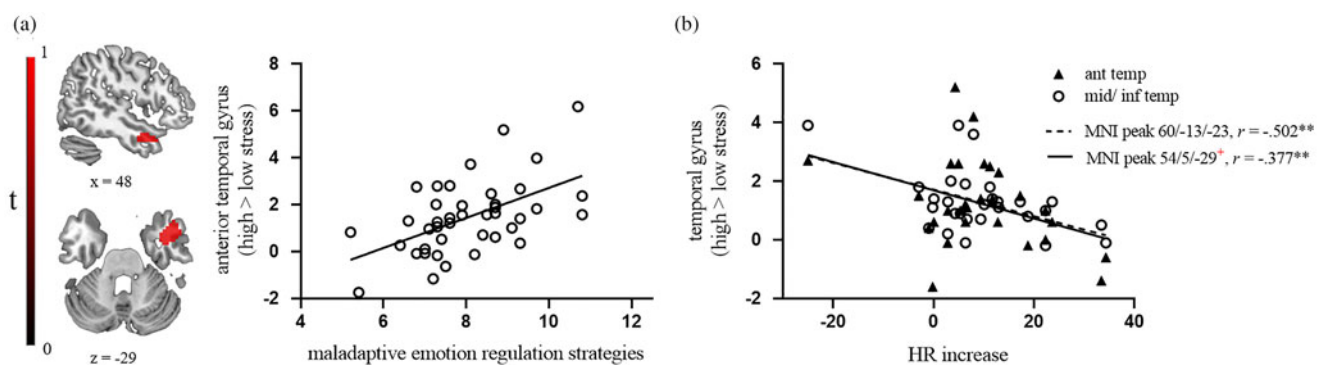 (a)
1
t
0
x = 48
z = -29
anterior temporal gyrus
(high > low stress)
8
6
4
2
0
-2
4
6
8
10
12
maladaptive emotion regulation strategies
(b)
temporal gyrus
(high > low stress)
6
4
2
0
-2
-20
0
20
40
HR increase
ant temp
mid/ inf temp
MNI peak 60/-13/-23, r = -.502**
MNI peak 54/5/-29+, r = -.377**